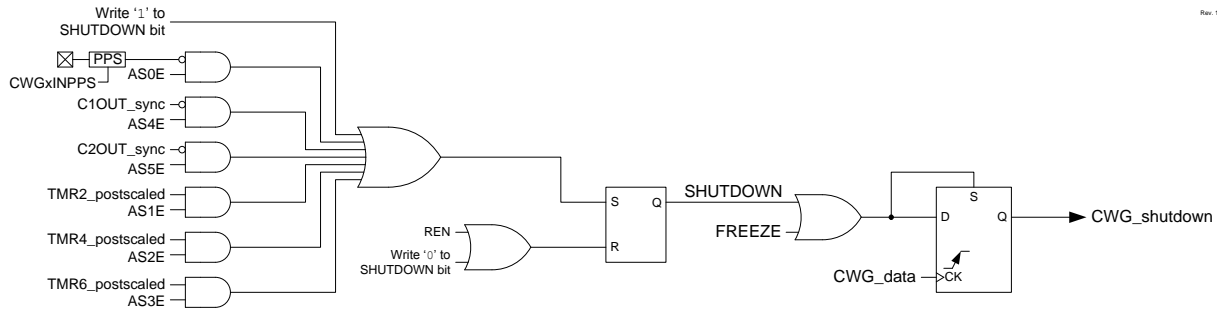 Write ‘1’ to
SHUTDOWN bit
Rev. 1
PPS
AS0E
CWGxINPPS
C1OUT_sync
AS4E
C2OUT_sync
AS5E
TMR2_postscaled
AS1E
TMR4_postscaled
AS2E
TMR6_postscaled
AS3E
REN
Write ‘0’ to
SHUTDOWN bit
S
Q
R
SHUTDOWN
FREEZE
S
D
Q
CWG_data
CK
CWG_shutdown